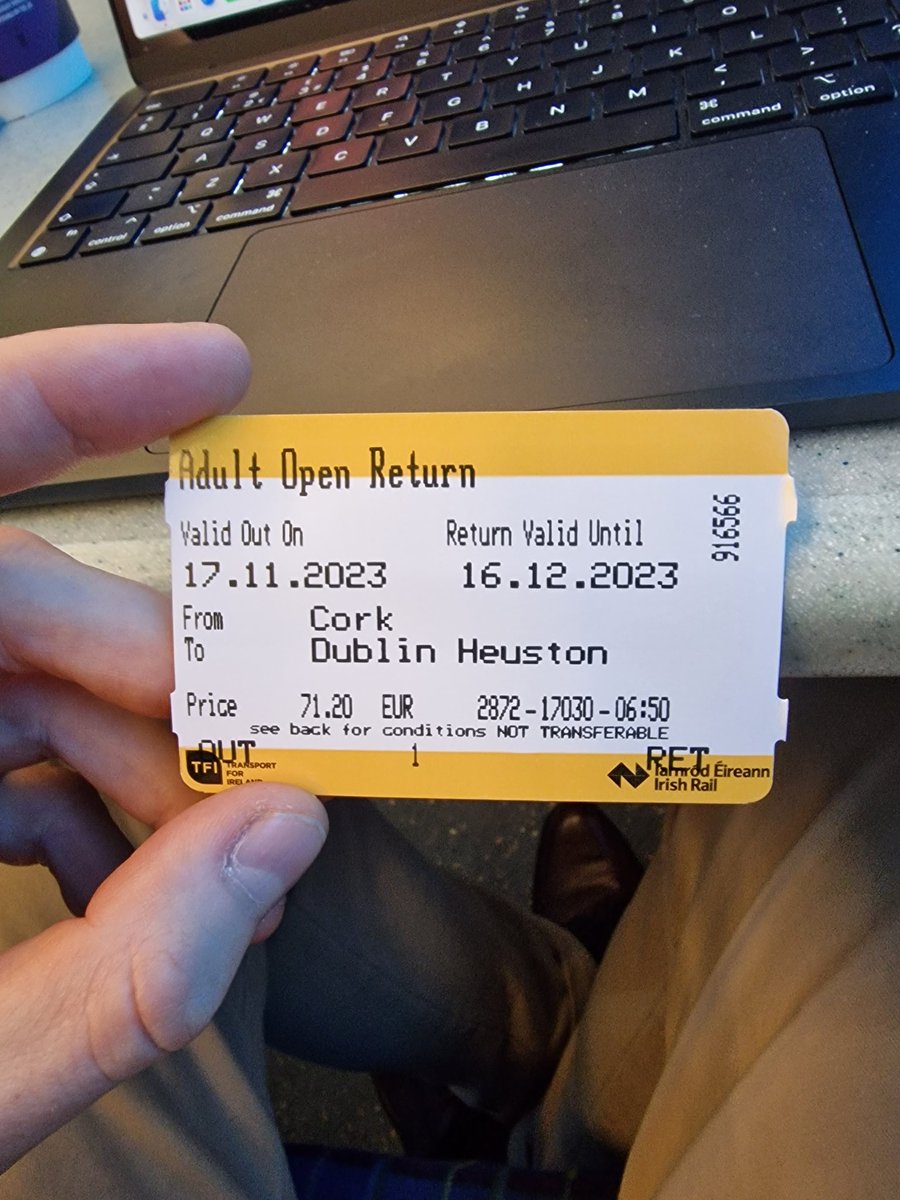 Q W E R T Y U I O
A S D F G H J K L
Z X C V B N M
fn control option command command option
Adult Open Return
Valid Out On Return Valid Until
916566
17.11.2023 16.12.2023
From Cork
To Dublin Heuston
Price 71.20 EUR 2872-17030-06:50
see back for conditions NOT TRANSFERABLE
OUT 1 RET
TFI TRANSPORT
FOR
IRELAND
Iarnród Éireann
Irish Rail